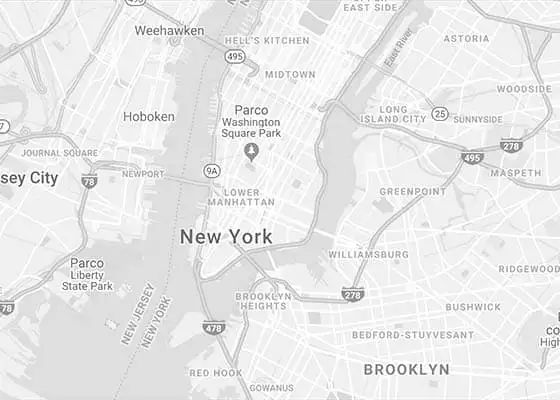 EAST SIDE
Weehawken
East River
HELL'S KITCHEN
ASTORIA
495
MIDTOWN
WOODSIDE
Parco
Washington
Square Park
Hoboken
LONG
ISLAND CITY
25
SUNNYSIDE
7
278
JOURNAL SQUARE
495
9A
NEWPORT
sey City
78
MASPETH
LOWER
MANHATTAN
GREENPOINT
New York
WILLIAMSBURG
Parco
Liberty
State Park
RIDGEWOOD
NEW JERSEY
NEW YORK
BROOKLYN
HEIGHTS
278
78
BUSHWICK
478
BEDFORD-STUYVESANT
co
High
BROOKLYN
RED HOOK
GOWANUS